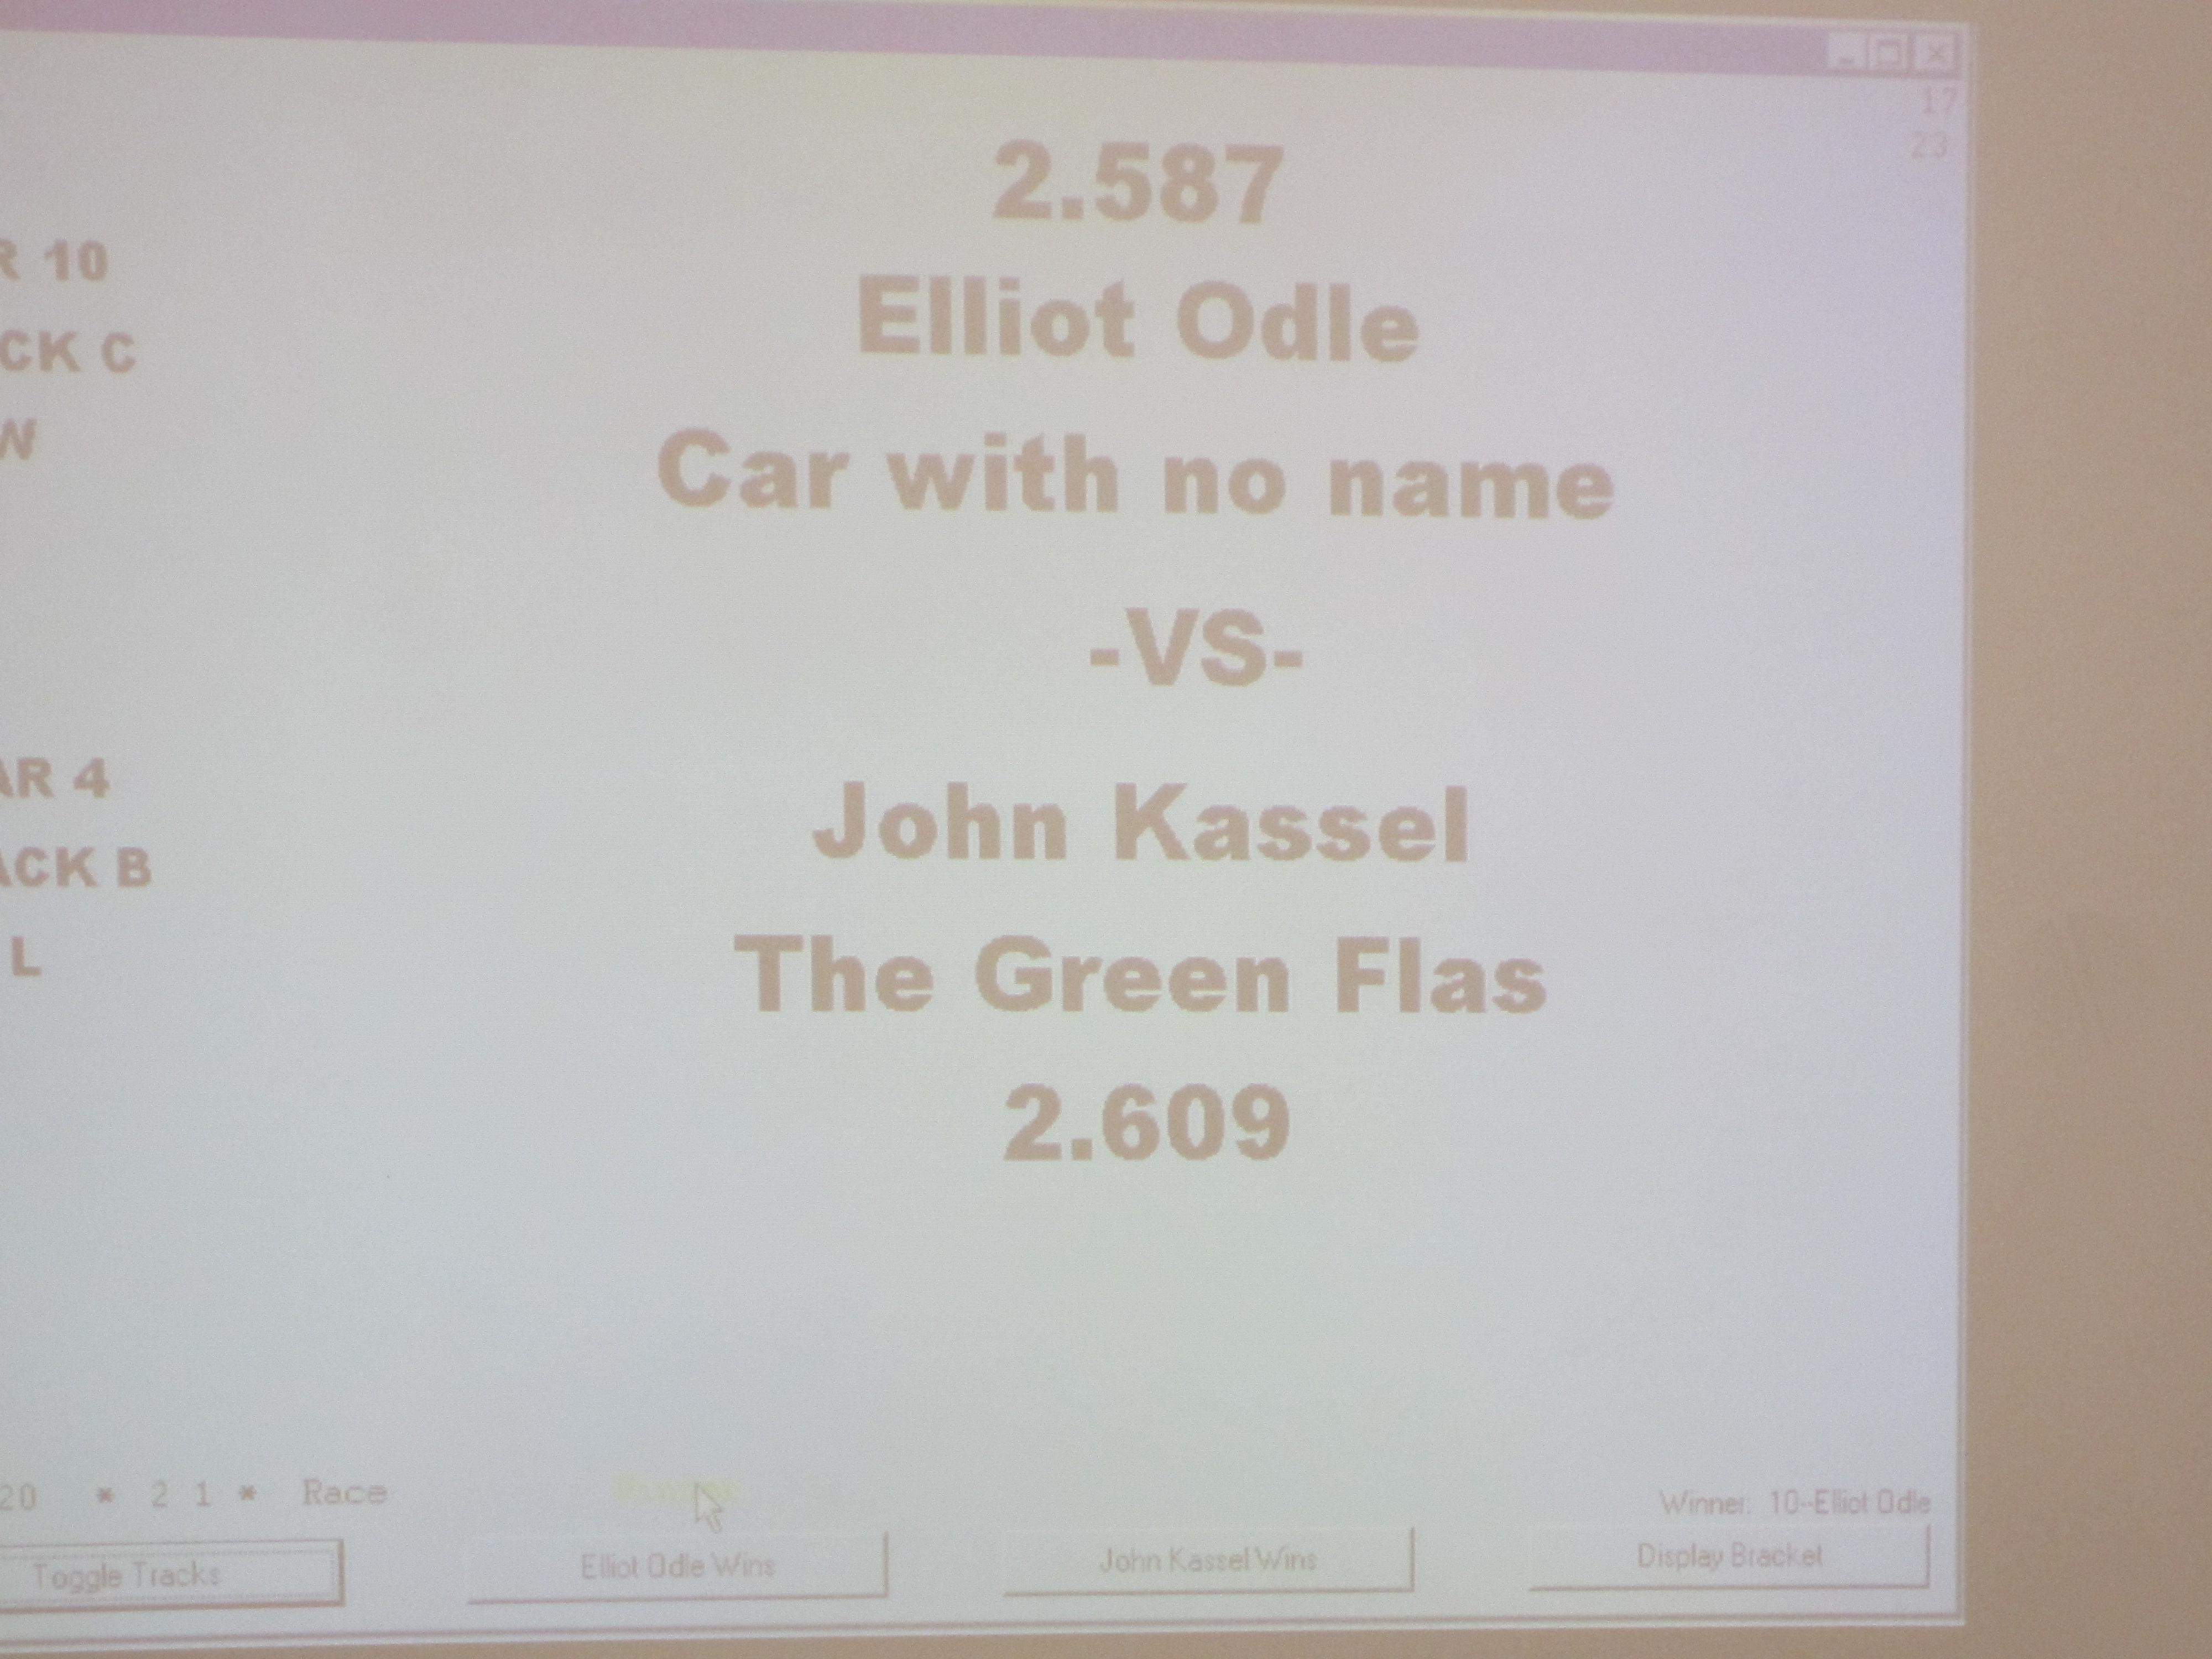 17
23
2.587
R 10
Elliot Odle
CK C
Car with no name
W
-VS-
AR 4
John Kassel
ACK B
The Green Flas
L
2.609
20 * 2 1 * Race
Winner: 10--Elliot Odle
Toggle Tracks
Elliot Odle Wins
John Kassel Wins
Display Bracket